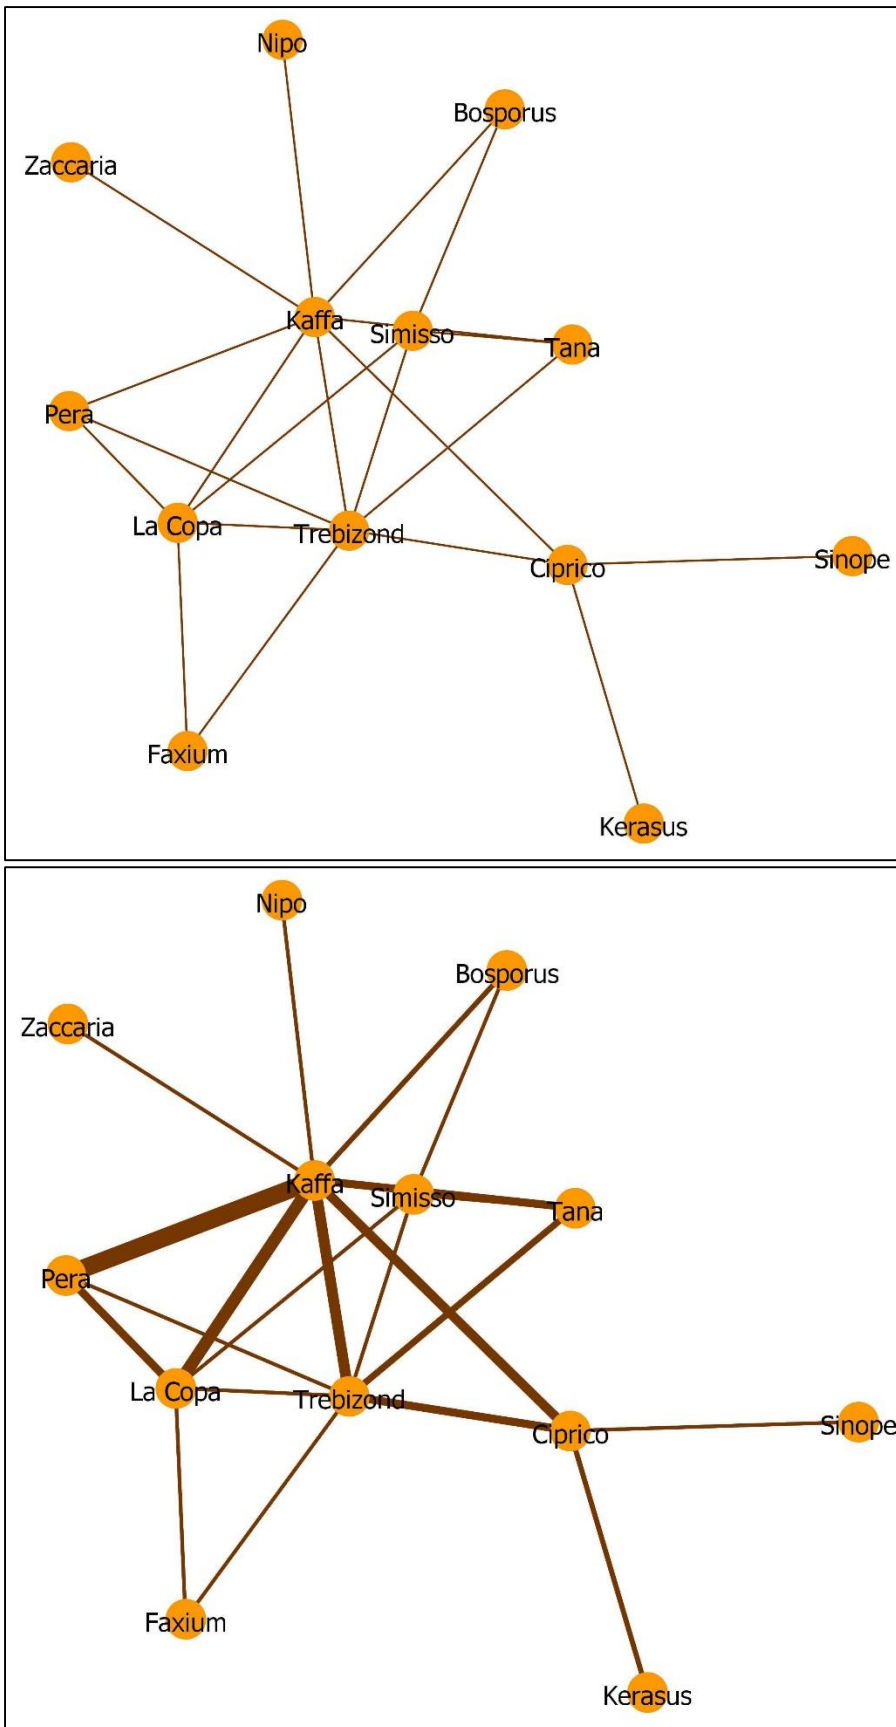 Nipo
Bosporus
Zaccaria
Kaffa
Simisso
Tana
Pera
La Copa
Trebizond
Ciprico
Sinope
Faxium
Kerasus
Nipo
Bosporus
Zaccaria
Kaffa
Simisso
Tana
Pera
La Copa
Trebizond
Ciprico
Sinope
Faxium
Kerasus